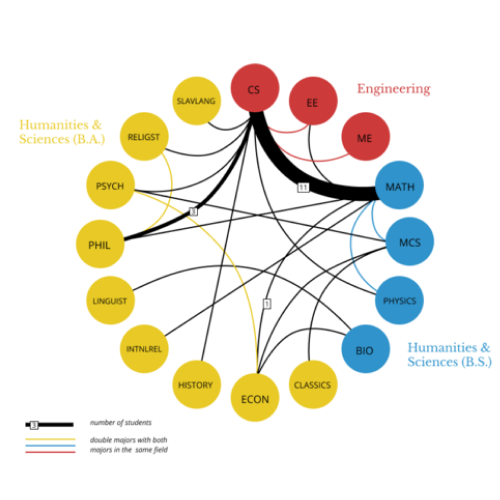 CS
EE
Engineering
SLAVLANG
Humanities &
Sciences (B.A.)
RELIGST
ME
PSYCH
MATH
11
3
PHIL
MCS
LINGUIST
PHYSICS
1
INTNLREL
BIO
Humanities &
Sciences (B.S.)
HISTORY
ECON
CLASSICS
3
number of students
double majors with both
majors in the same field